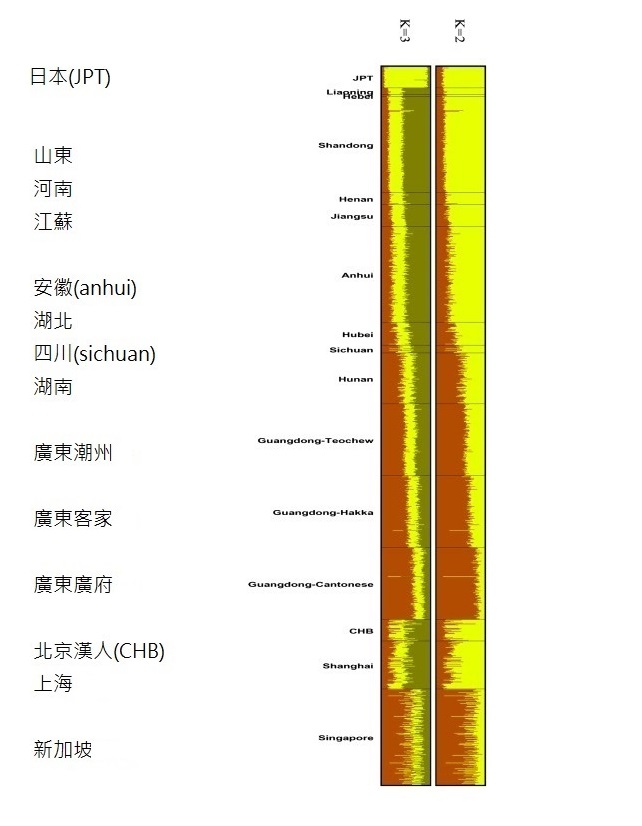 K=3
K=2
日本(JPT)
JPT
Liaoning
Hebei
山東
Shandong
河南
Henan
江蘇
Jiangsu
安徽(anhui)
Anhui
湖北
Hubei
四川(sichuan)
Sichuan
湖南
Hunan
廣東潮州
Guangdong-Teochew
廣東客家
Guangdong-Hakka
廣東廣府
Guangdong-Cantonese
北京漢人(CHB)
CHB
上海
Shanghai
新加坡
Singapore